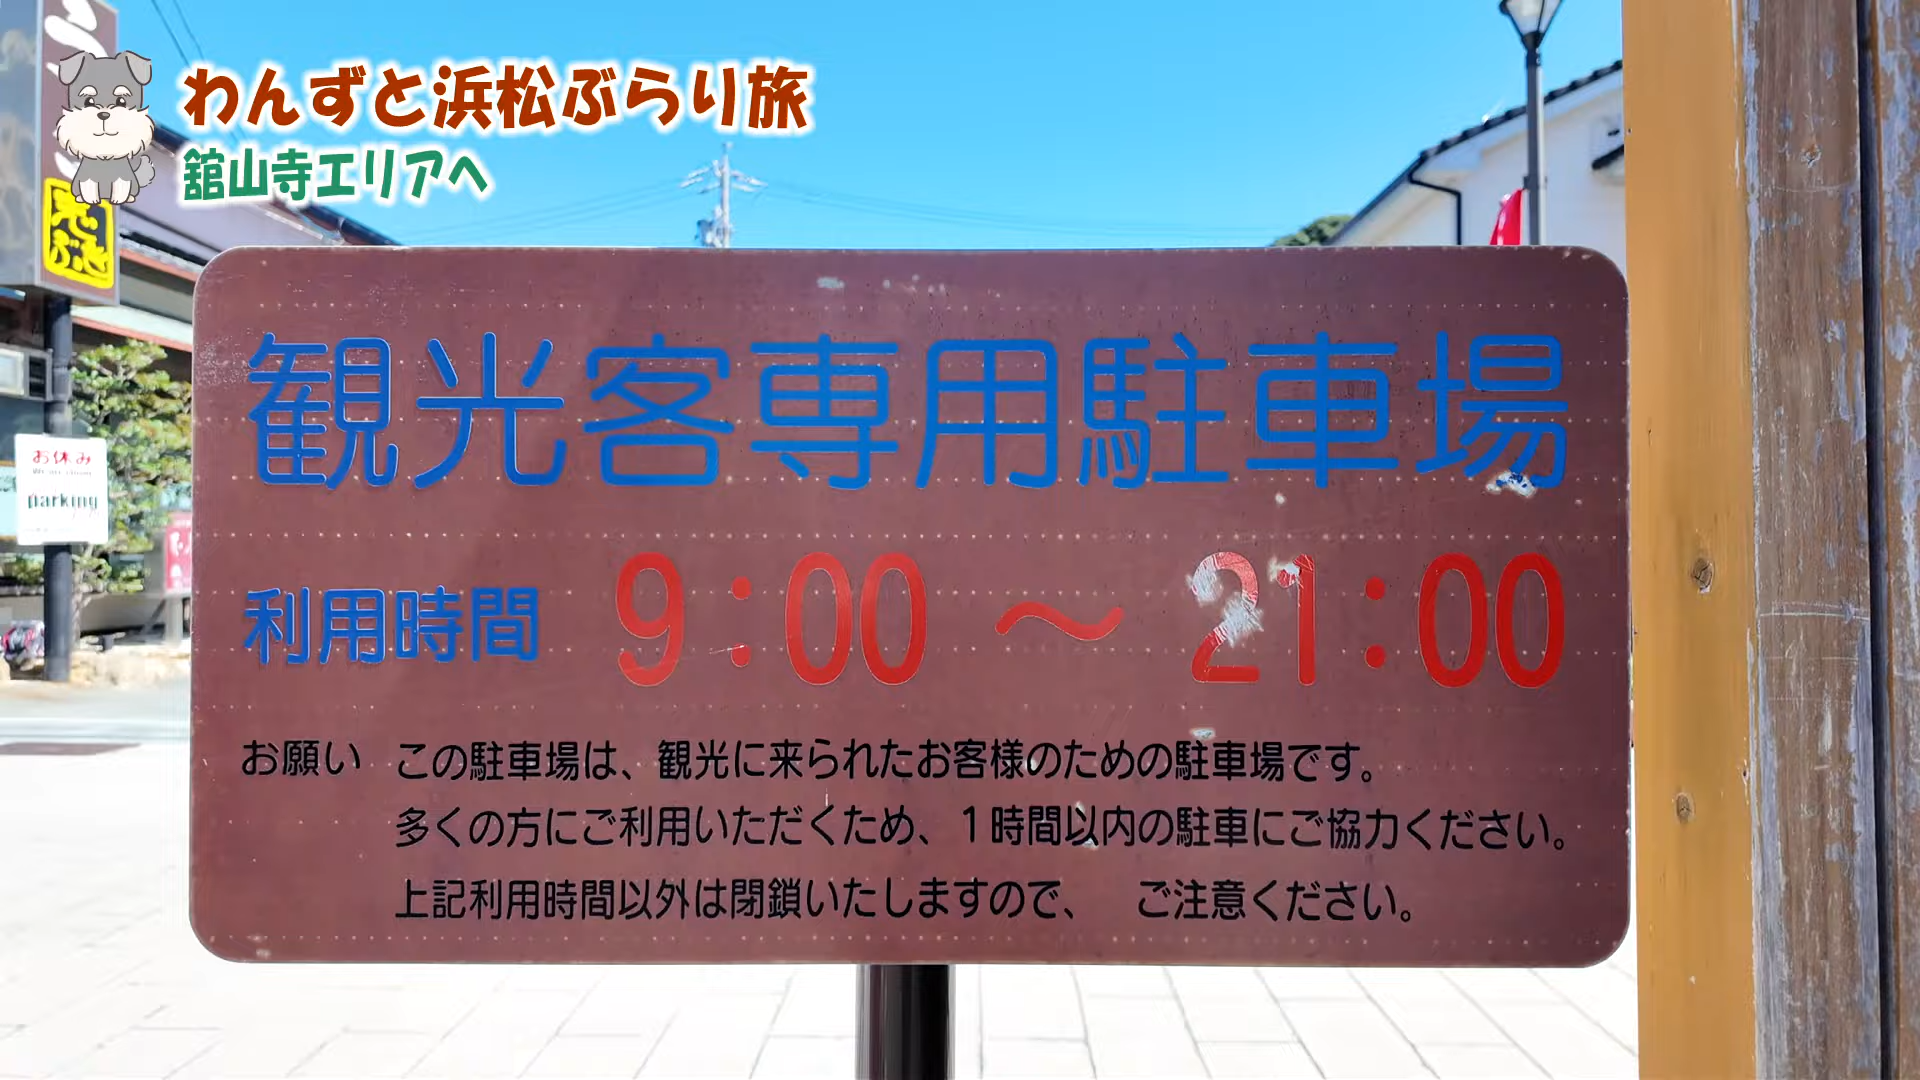 わんずと浜松ぶらり旅
舘山寺エリアへ
お休み
parking
観光客専用駐車場
利用時間 9:00 ～ 21:00
お願い この駐車場は、観光に来られたお客様のための駐車場です。
多くの方にご利用いただくため、1時間以内の駐車にご協力ください。
上記利用時間以外は閉鎖いたしますので、 ご注意ください。